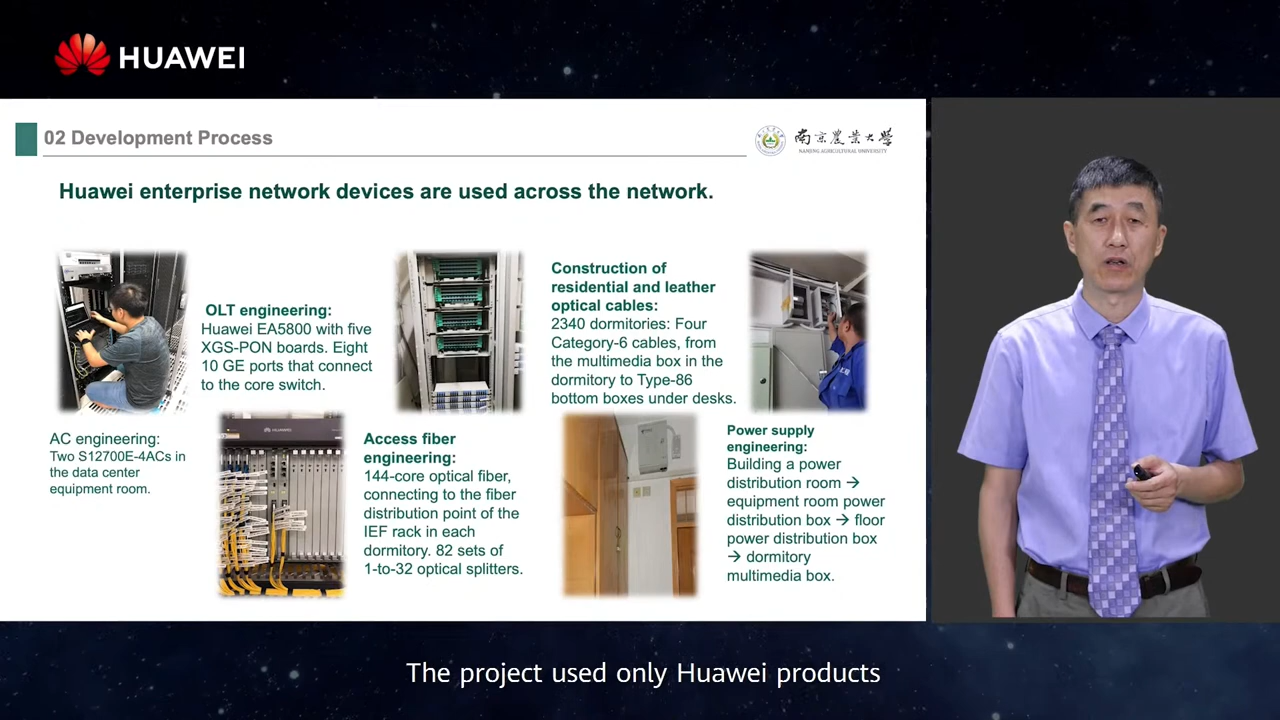 HUAWEI
02 Development Process
南京農業大學
NANJING AGRICULTURAL UNIVERSITY
Huawei enterprise network devices are used across the network.
OLT engineering:
Huawei EA5800 with five
XGS-PON boards. Eight
10 GE ports that connect
to the core switch.
Construction of
residential and leather
optical cables:
2340 dormitories: Four
Category-6 cables, from
the multimedia box in the
dormitory to Type-86
bottom boxes under desks.
AC engineering:
Two S12700E-4ACs in
the data center
equipment room.
HUAWEI
Access fiber
engineering:
144-core optical fiber,
connecting to the fiber
distribution point of the
IEF rack in each
dormitory. 82 sets of
1-to-32 optical splitters.
Power supply
engineering:
Building a power
distribution room →
equipment room power
distribution box → floor
power distribution box
→ dormitory
multimedia box.
The project used only Huawei products